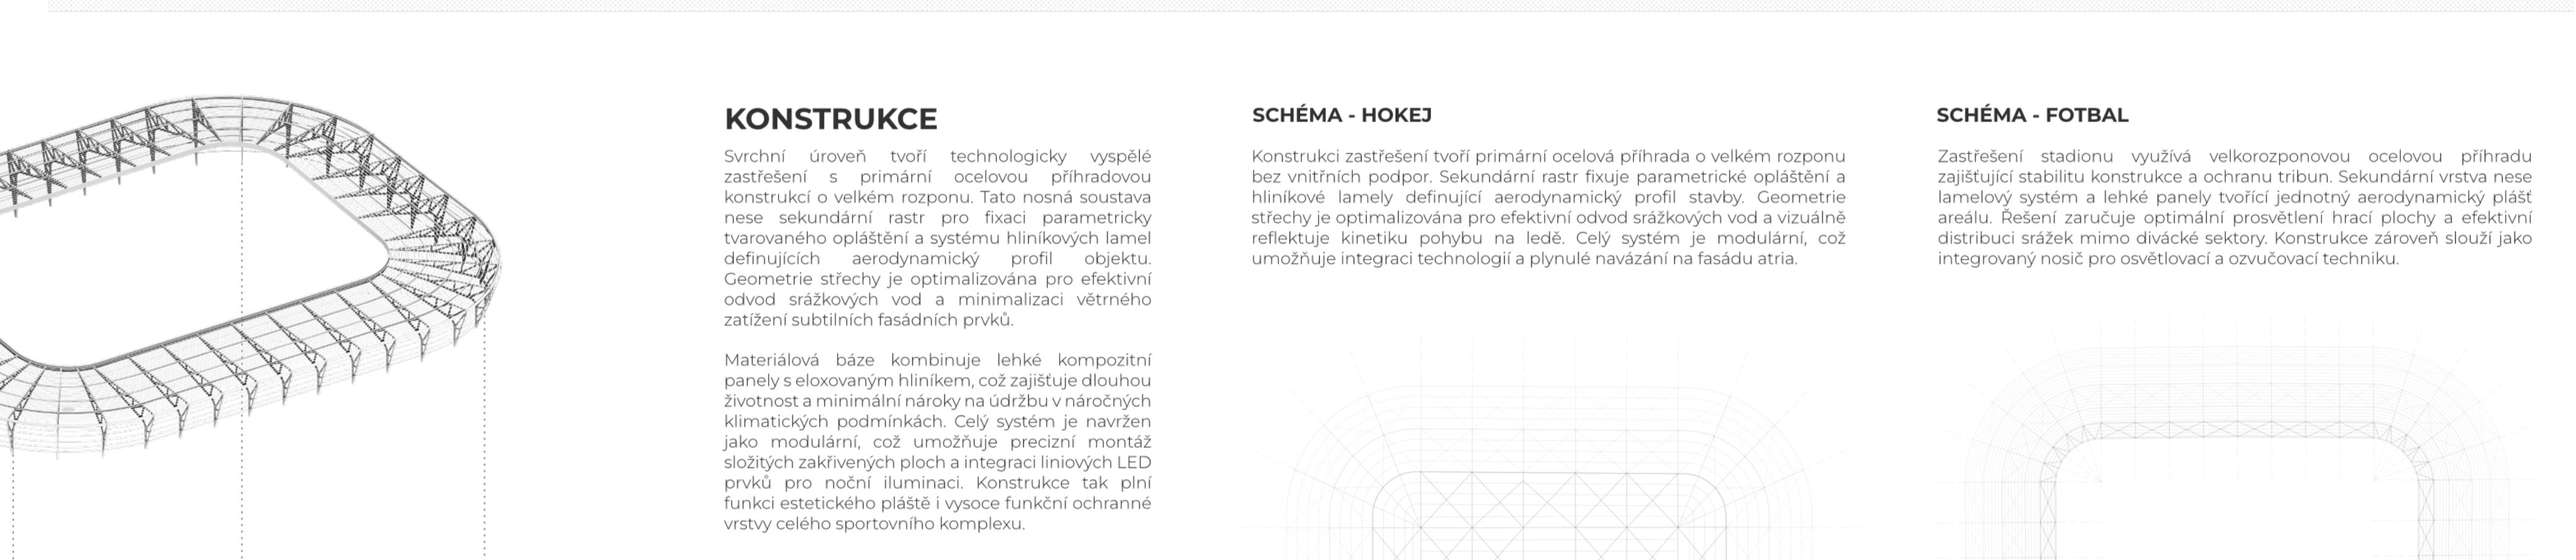 KONSTRUKCE
Svrchní úroveň tvoří technologicky vyspělé
zastřešení s primární ocelovou příhradovou
konstrukcí o velkém rozponu. Tato nosná soustava
nese sekundární rastr pro fixaci parametricky
tvarovaného opláštění a systému hliníkových lamel
definujících aerodynamický profil objektu.
Geometrie střechy je optimalizována pro efektivní
odvod srážkových vod a minimalizaci větrného
zatížení subtilních fasádních prvků.
Materiálová báze kombinuje lehké kompozitní
panely s eloxovaným hliníkem, což zajišťuje dlouhou
životnost a minimální nároky na údržbu v náročných
klimatických podmínkách. Celý systém je navržen
jako modulární, což umožňuje precizní montáž
složitých zakřivených ploch a integraci liniových LED
prvků pro noční iluminaci. Konstrukce tak plní
funkci estetického pláště i vysoce funkční ochranné
vrstvy celého sportovního komplexu.
SCHÉMA - HOKEJ
Konstrukci zastřešení tvoří primární ocelová příhrada o velkém rozponu
bez vnitřních podpor. Sekundární rastr fixuje parametrické opláštění a
hliníkové lamely definující aerodynamický profil stavby. Geometrie
střechy je optimalizována pro efektivní odvod srážkových vod a vizuálně
reflektuje kinetiku pohybu na ledě. Celý systém je modulární, což
umožňuje integraci technologií a plynulé navázání na fasádu atria.
SCHÉMA - FOTBAL
Zastřešení stadionu využívá velkorozponovou ocelovou příhradu
zajišťující stabilitu konstrukce a ochranu tribun. Sekundární vrstva nese
lamelový systém a lehké panely tvořící jednotný aerodynamický plášť
areálu. Řešení zaručuje optimální prosvětlení hrací plochy a efektivní
distribuci srážek mimo divácké sektory. Konstrukce zároveň slouží jako
integrovaný nosič pro osvětlovací a ozvučovací techniku.